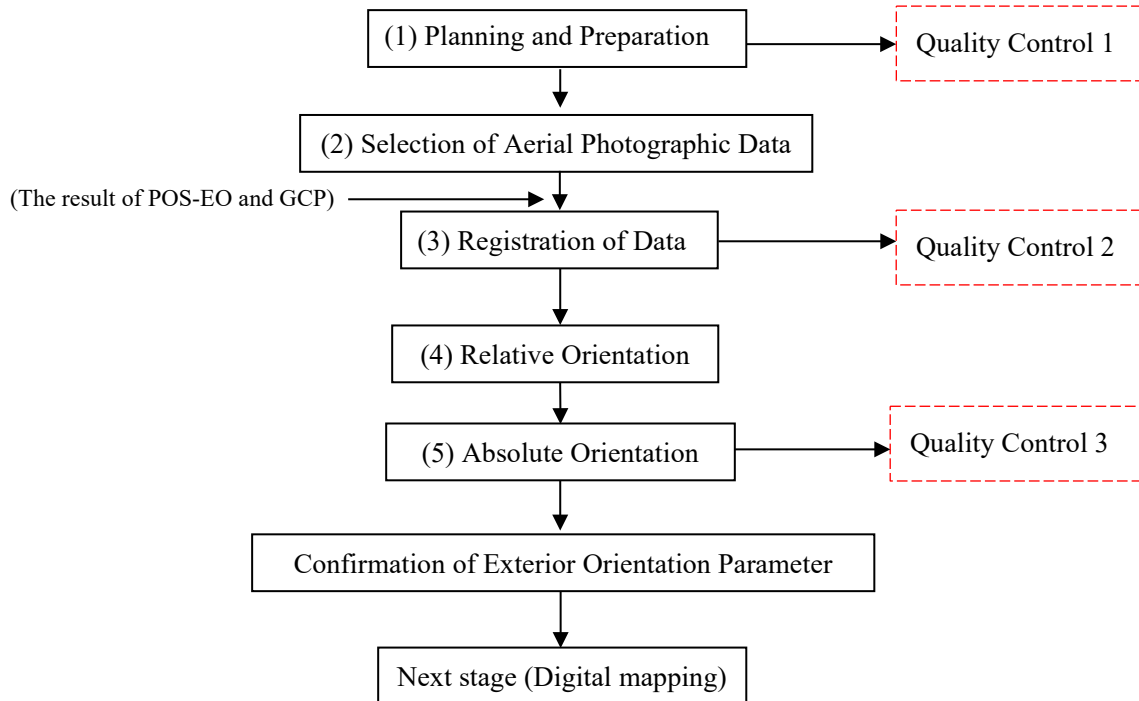 (1) Planning and Preparation
Quality Control 1
(2) Selection of Aerial Photographic Data
(The result of POS-EO and GCP)
(3) Registration of Data
Quality Control 2
(4) Relative Orientation
(5) Absolute Orientation
Quality Control 3
Confirmation of Exterior Orientation Parameter
Next stage (Digital mapping)